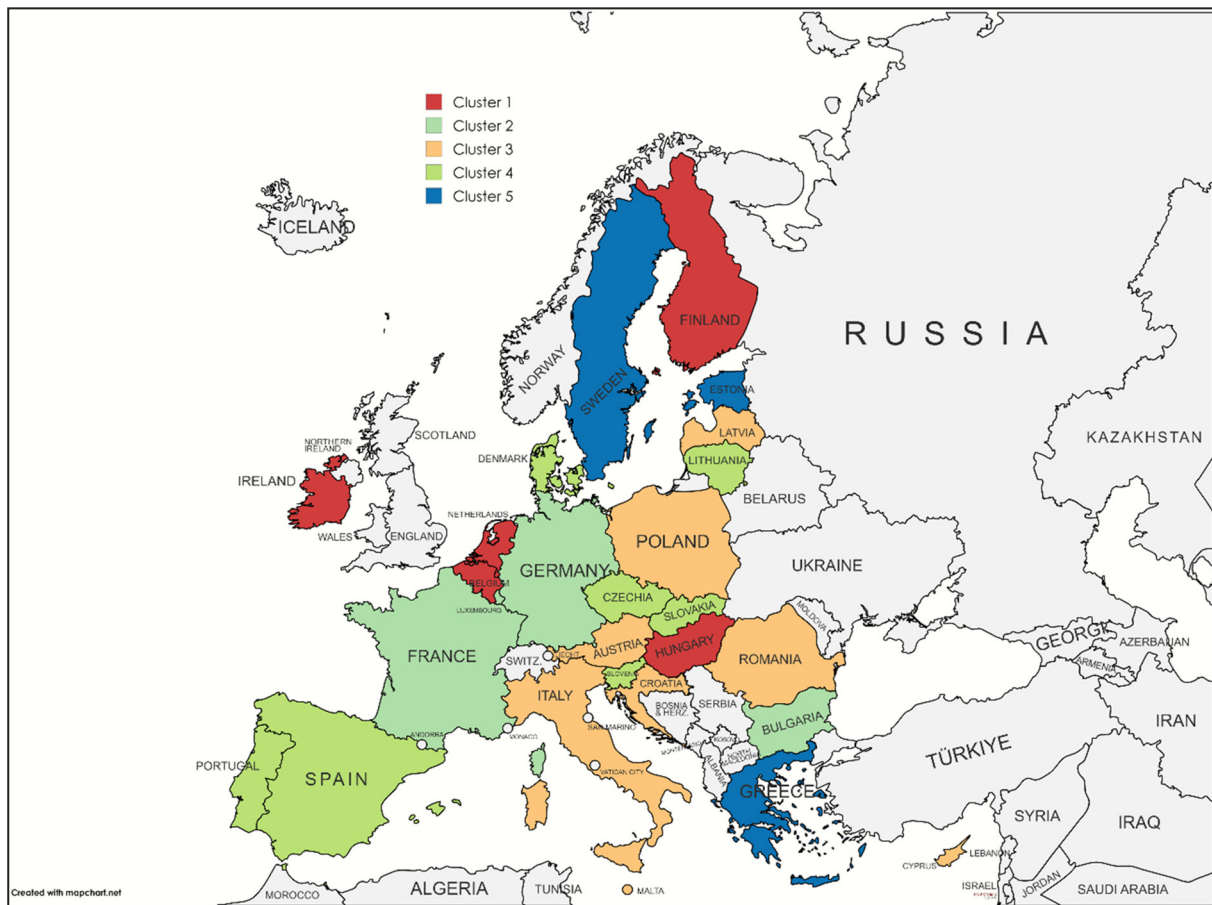 Cluster 1
Cluster 2
Cluster 3
Cluster 4
Cluster 5
ICELAND
FINLAND
RUSSIA
NORWAY
SWEDEN
ESTONIA
SCOTLAND
LATVIA
KAZAKHSTAN
NORTHERN
IRELAND
DENMARK
LITHUANIA
IRELAND
BELARUS
NETHERLANDS
WALES
ENGLAND
POLAND
UKRAINE
GERMANY
BELGIUM
CZECHIA
LUXEMBOURG
SLOVAKIA
MOLDOVA
FRANCE
SWITZ.
AUSTRIA
HUNGARY
ROMANIA
AZERBAIJAN
ARMENIA
CROATIA
ITALY
BOSNIA
& HERZ.
SERBIA
SAN MARINO
BULGARIA
IRAN
ANDORRA
MONACO
KOSOVO
NORTH
MACEDONIA
ALBANIA
TÜRKIYE
PORTUGAL
SPAIN
VATICAN CITY
GREECE
SYRIA
IRAQ
CYPRUS
LEBANON
ISRAEL
JORDAN
SAUDI ARABIA
MALTA
MOROCCO
ALGERIA
TUNISIA
Created with mapchart.net